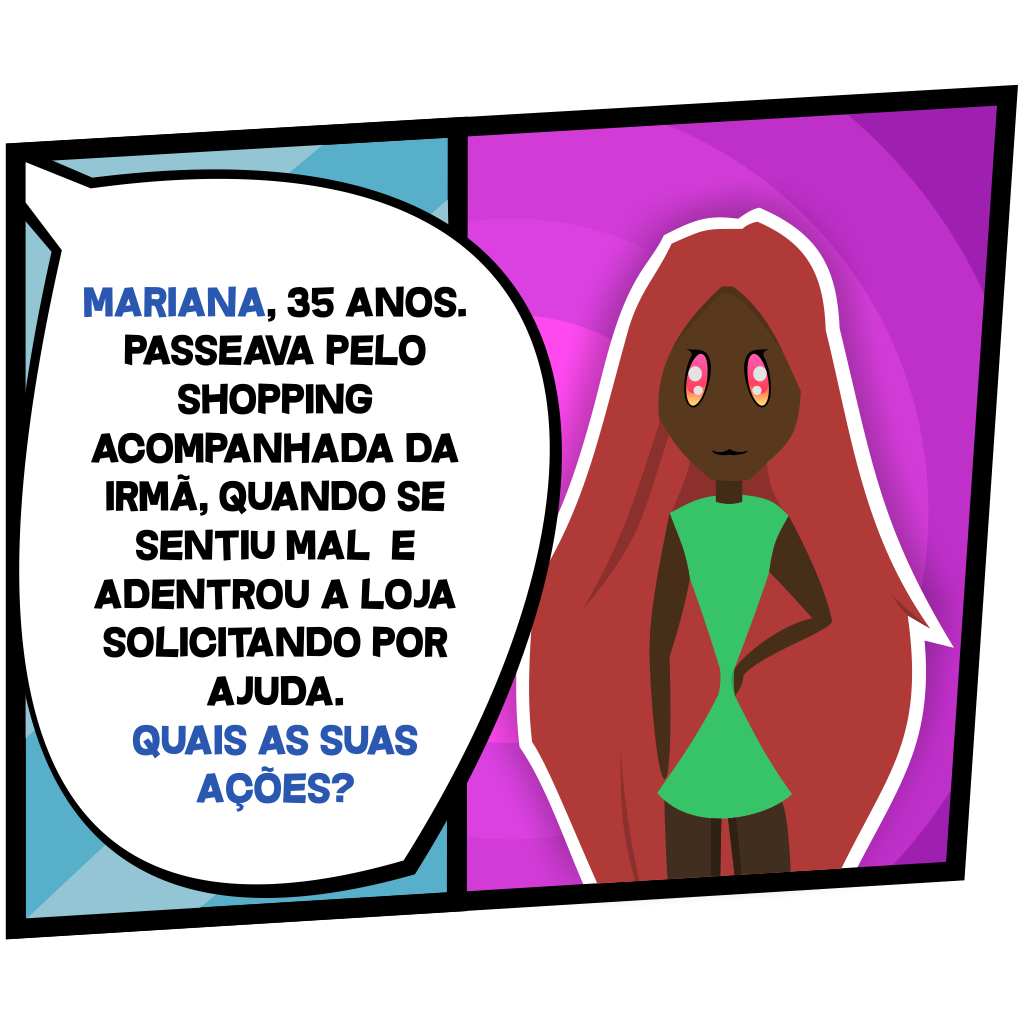 MARIANA, 35 ANOS.
PASSEAVA PELO
SHOPPING
ACOMPANHADA DA
IRMÃ, QUANDO SE
SENTIU MAL E
ADENTROU A LOJA
SOLICITANDO POR
AJUDA.
QUAIS AS SUAS
AÇÕES?